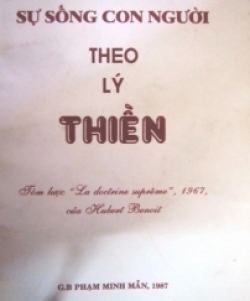 SỰ SỐNG CON NGƯỜI
THEO
LÝ
THIỀN
Tóm lược "La doctrine suprême", 1967,
của Hubert Benoit
G.B PHẠM MINH MẪN, 1987